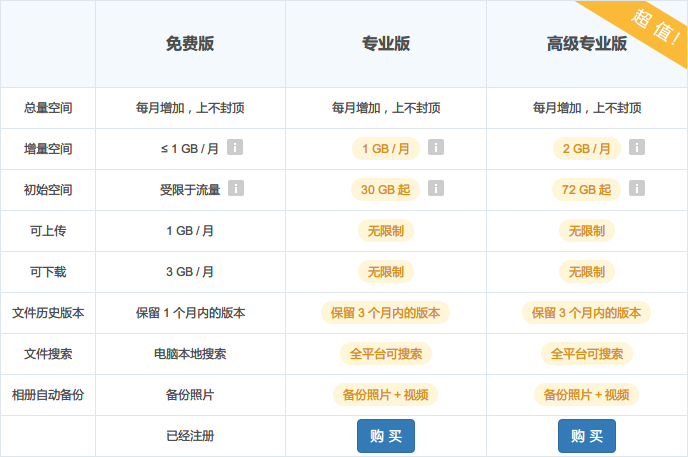 超值!
免费版 专业版 高级专业版
总量空间 每月增加，上不封顶 每月增加，上不封顶 每月增加，上不封顶
增量空间 ≤ 1 GB / 月 i 1 GB / 月 i 2 GB / 月 i
初始空间 受限于流量 i 30 GB 起 i 72 GB 起 i
可上传 1 GB / 月 无限制 无限制
可下载 3 GB / 月 无限制 无限制
文件历史版本 保留 1 个月内的版本 保留 3 个月内的版本 保留 3 个月内的版本
文件搜索 电脑本地搜索 全平台可搜索 全平台可搜索
相册自动备份 备份照片 备份照片 + 视频 备份照片 + 视频
已经注册 购 买 购 买